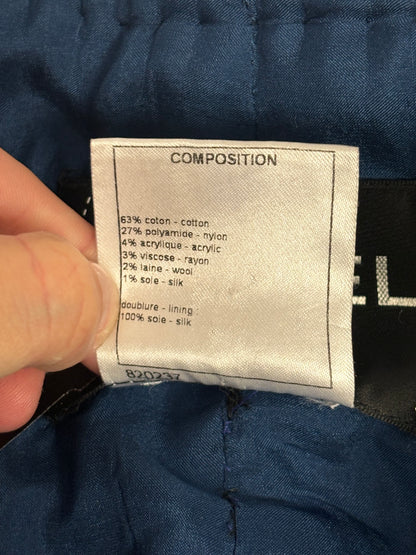 COMPOSITION
63% coton - cotton
27% polyamide - nylon
4% acrylique - acrylic
3% viscose - rayon
2% laine - wool
1% soie - silk
doublure - lining :
100% soie - silk
820237
EL